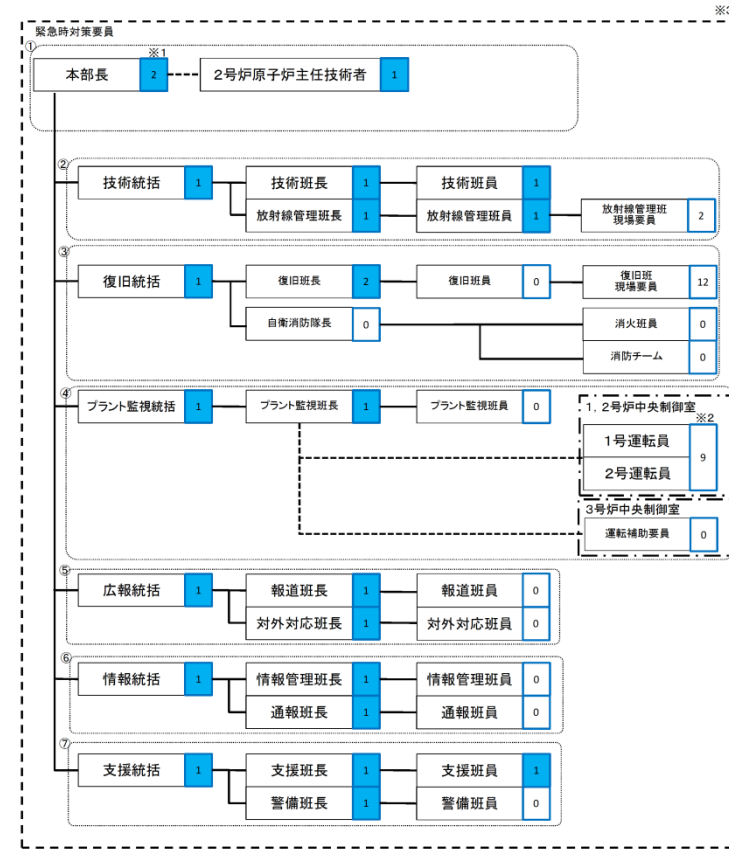 ※3
緊急時対策要員
①
※1
本部長 2 2号炉原子炉主任技術者 1
②
技術統括 1 技術班長 1 技術班員 1
放射線管理班長 1 放射線管理班員 1 放射線管理班
現場要員 2
③
復旧統括 1 復旧班長 2 復旧班員 0 復旧班
現場要員 12
自衛消防隊長 0 消火班員 0
消防チーム 0
④
プラント監視統括 1 プラント監視班長 1 プラント監視班員 0
1,2号炉中央制御室
※2
1号運転員
9
2号運転員
3号炉中央制御室
運転補助要員 0
⑤
広報統括 1 報道班長 1 報道班員 0
対外対応班長 1 対外対応班員 0
⑥
情報統括 1 情報管理班長 1 情報管理班員 0
通報班長 1 通報班員 0
⑦
支援統括 1 支援班長 1 支援班員 1
警備班長 1 警備班員 0